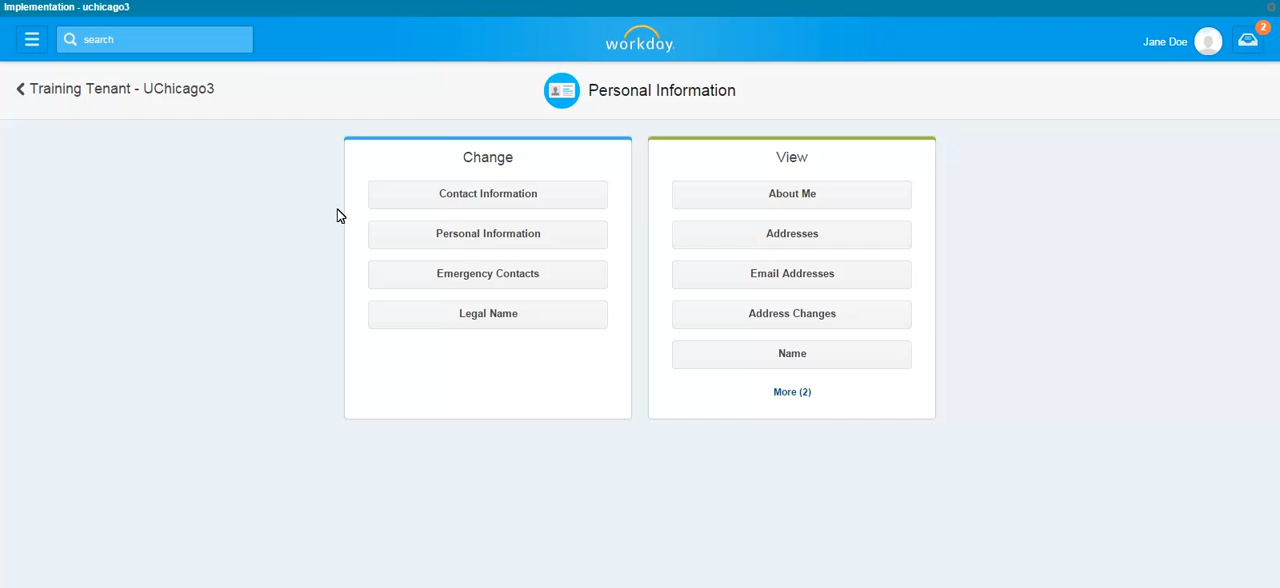 Implementation - uchicago3
search
workday.
Jane Doe
2
Training Tenant - UChicago3
Personal Information
Change
Contact Information
Personal Information
Emergency Contacts
Legal Name
View
About Me
Addresses
Email Addresses
Address Changes
Name
More (2)